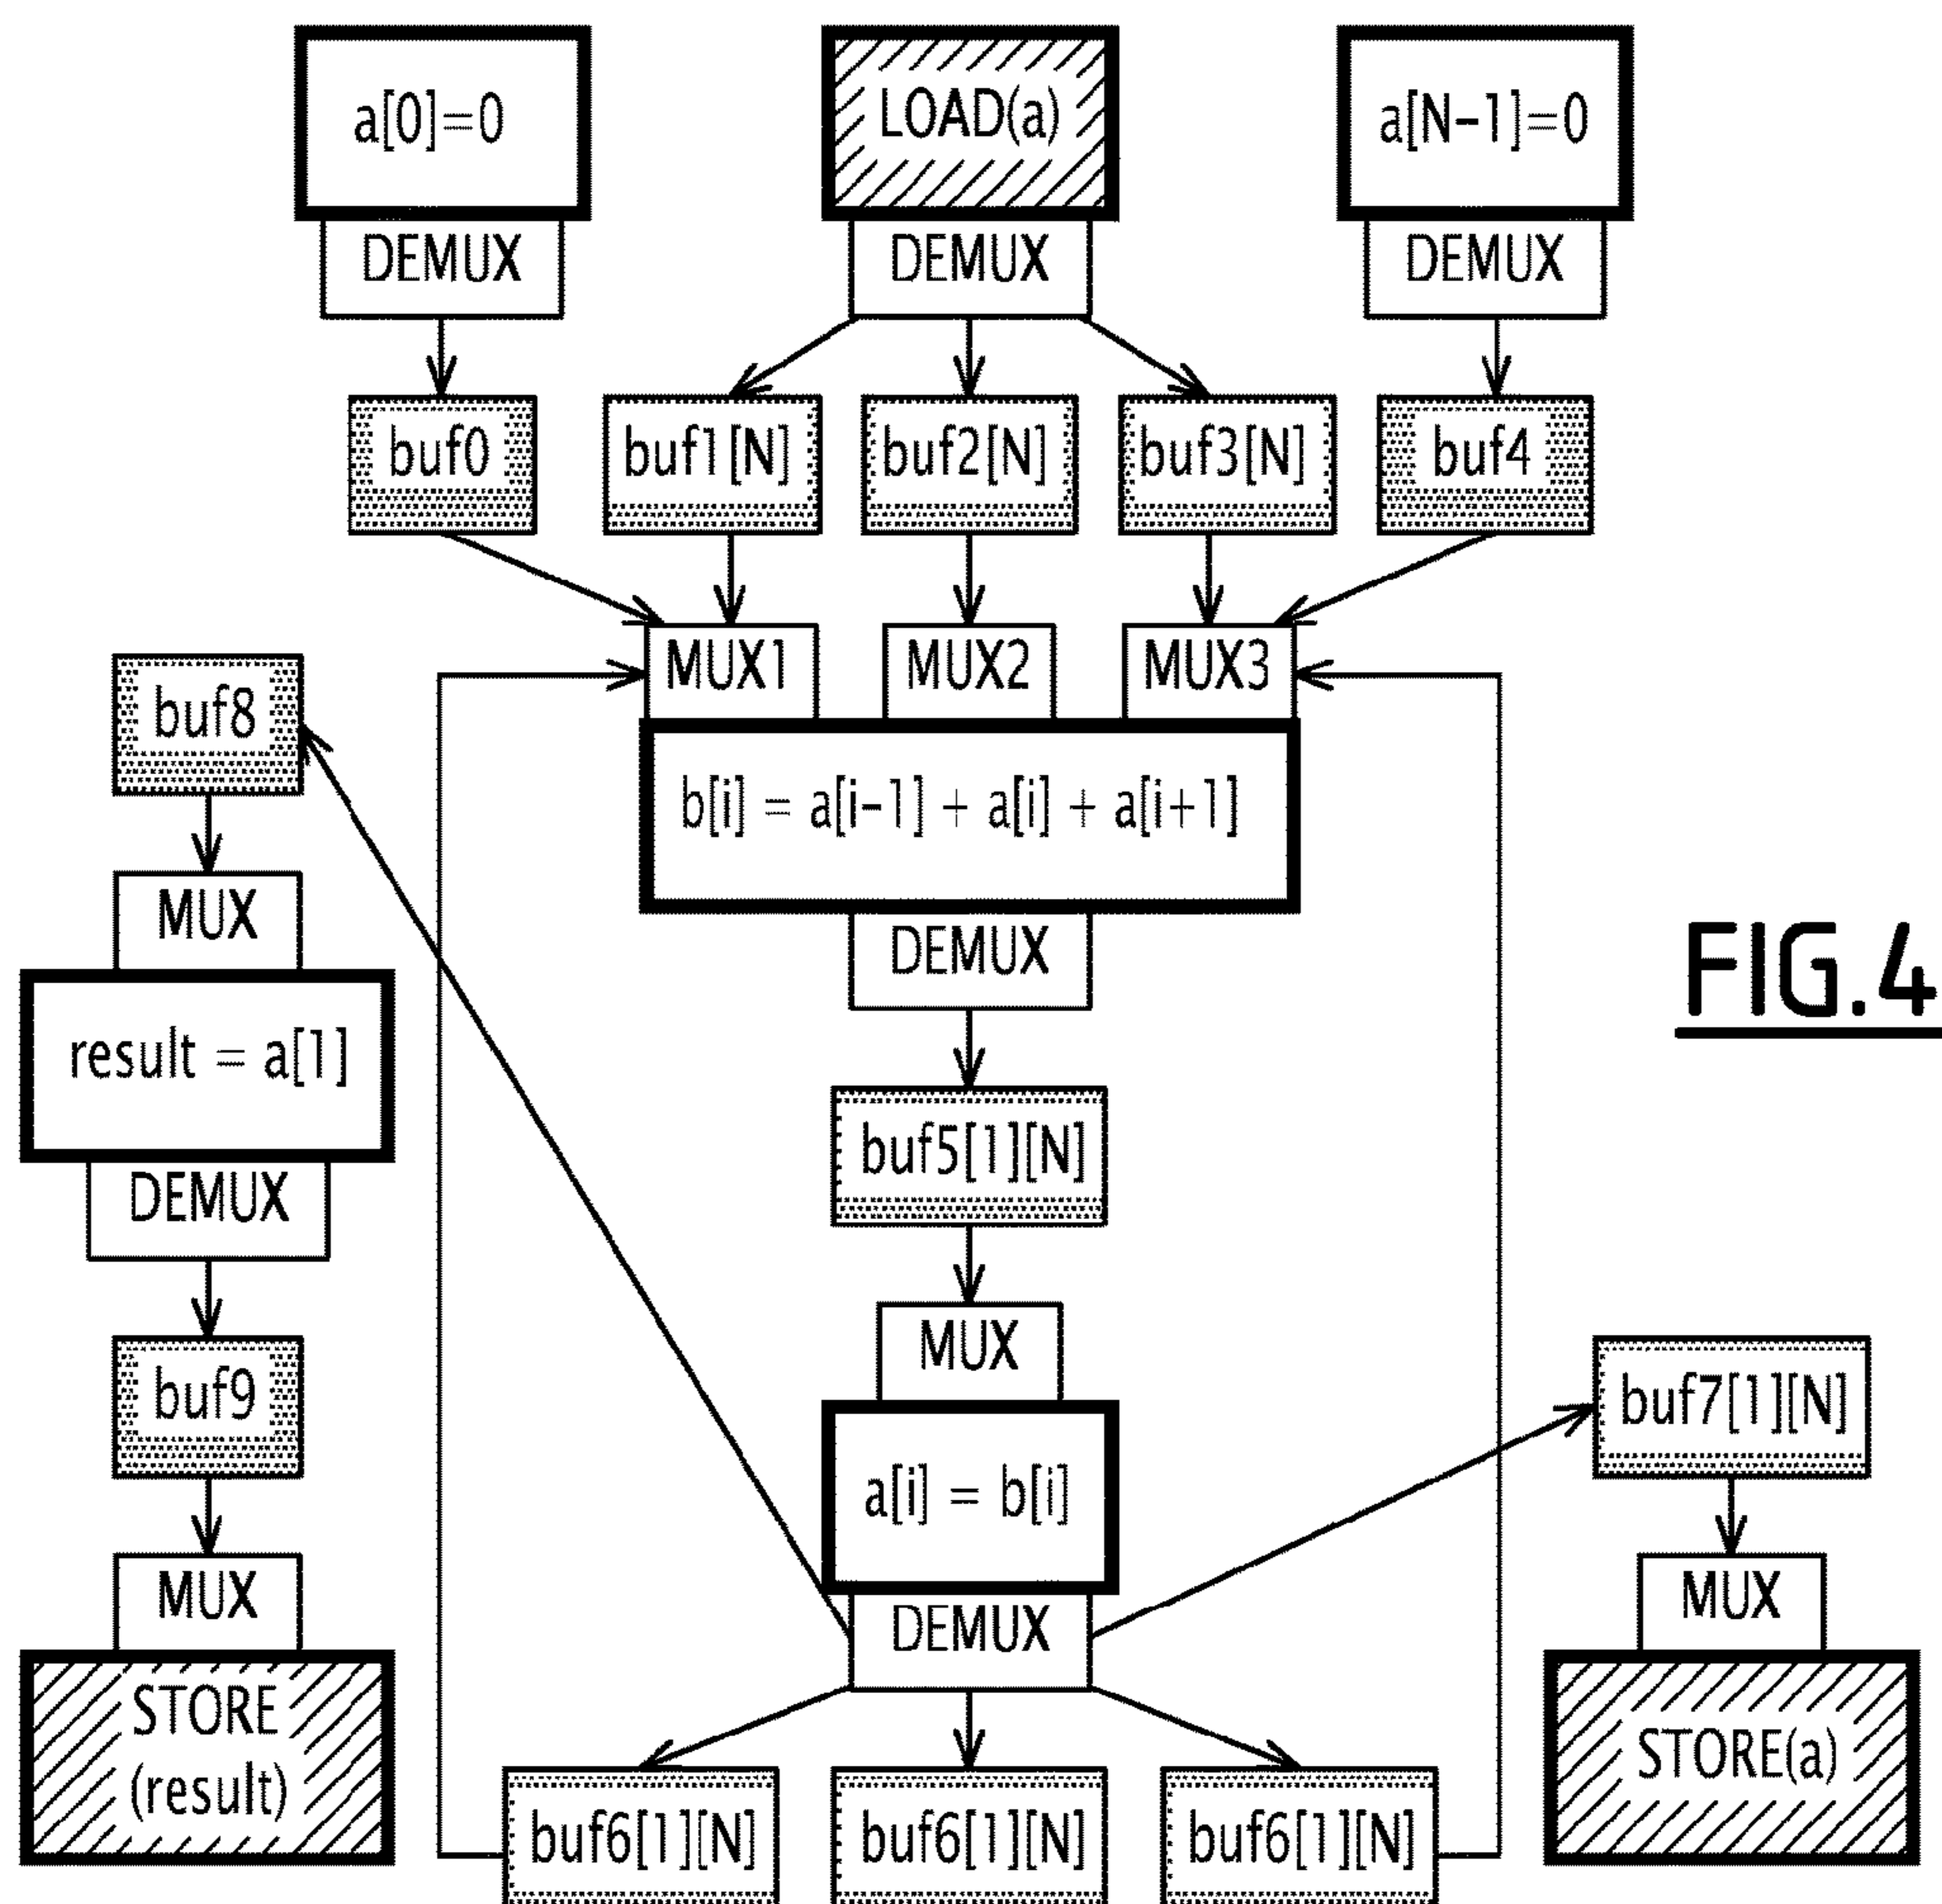 a[0]=0
LOAD(a)
a[N-1]=0
DEMUX
DEMUX
DEMUX
buf0
buf1[N]
buf2[N]
buf3[N]
buf4
MUX1
MUX2
MUX3
buf8
b[i] = a[i-1] + a[i] + a[i+1]
MUX
DEMUX
FIG.4
result = a[1]
buf5[1][N]
DEMUX
MUX
buf9
buf7[1][N]
a[i] = b[i]
MUX
DEMUX
MUX
STORE
(result)
STORE(a)
buf6[1][N]
buf6[1][N]
buf6[1][N]